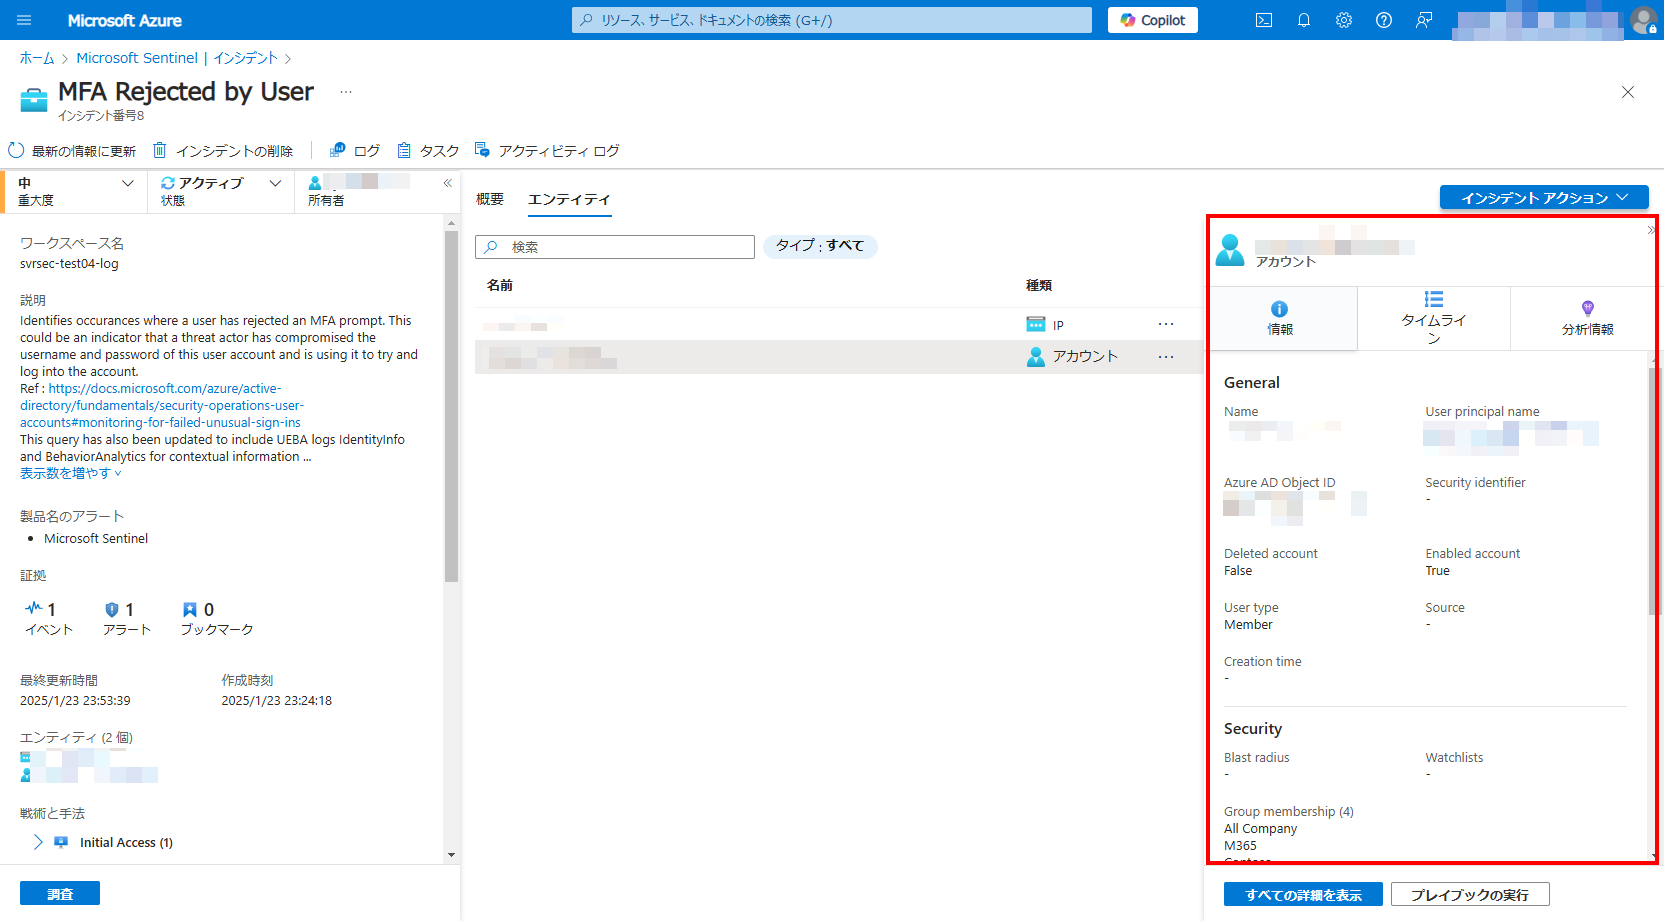 Microsoft Azure
リソース、サービス、ドキュメントの検索 (G+/)
Copilot
ホーム > Microsoft Sentinel | インシデント >
MFA Rejected by User ...
インシデント番号8
最新の情報に更新 インシデントの削除 ログ タスク アクティビティ ログ
中
重大度
アクティブ
状態
所有者
ワークスペース名
svrsec-test04-log
説明
Identifies occurances where a user has rejected an MFA prompt. This
could be an indicator that a threat actor has compromised the
username and password of this user account and is using it to try and
log into the account.
Ref : https://docs.microsoft.com/azure/active-
directory/fundamentals/security-operations-user-
accounts#monitoring-for-failed-unusual-sign-ins
This query has also been updated to include UEBA logs IdentityInfo
and BehaviorAnalytics for contextual information ...
表示数を増やす
製品名のアラート
• Microsoft Sentinel
証拠
1
イベント
1
アラート
0
ブックマーク
最終更新時間
2025/1/23 23:53:39
作成時刻
2025/1/23 23:24:18
エンティティ (2 個)
戦術と手法
Initial Access (1)
調査
概要 エンティティ
検索
タイプ : すべて
名前 種類
IP ...
アカウント ...
インシデント アクション
アカウント
情報
タイムライ
ン
分析情報
General
Name User principal name
Azure AD Object ID Security identifier
-
Deleted account Enabled account
False True
User type Source
Member -
Creation time
-
Security
Blast radius Watchlists
- -
Group membership (4)
All Company
M365
Contoso
すべての詳細を表示 プレイブックの実行